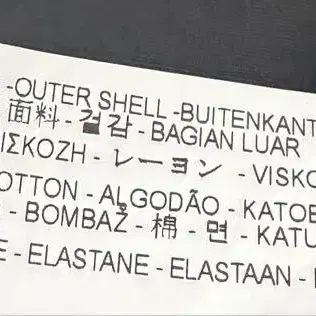 -OUTER SHELL -BUITENKANT
面料 - 겉감 - BAGIAN LUAR
ΙΣΚΟΖΗ - レーヨン - VISKO
OTTON - ALGODÃO - KATOE
- BOMBAŽ - 棉 - 면 - KATU
E - ELASTANE - ELASTAAN -